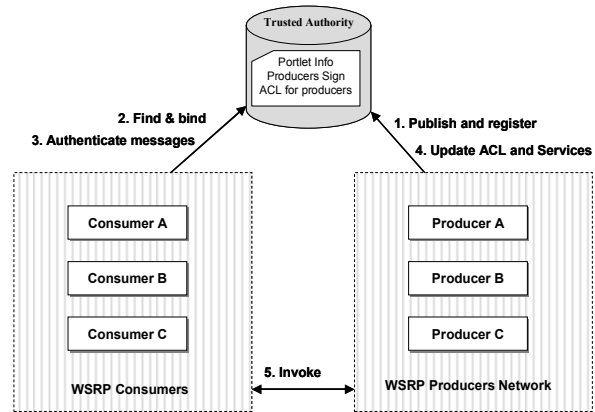 Trusted Authority
Portlet Info
Producers Sign
ACL for producers
2. Find & bind
3. Authenticate messages
1. Publish and register
4. Update ACL and Services
Consumer A
Consumer B
Consumer C
WSRP Consumers
5. Invoke
Producer A
Producer B
Producer C
WSRP Producers Network